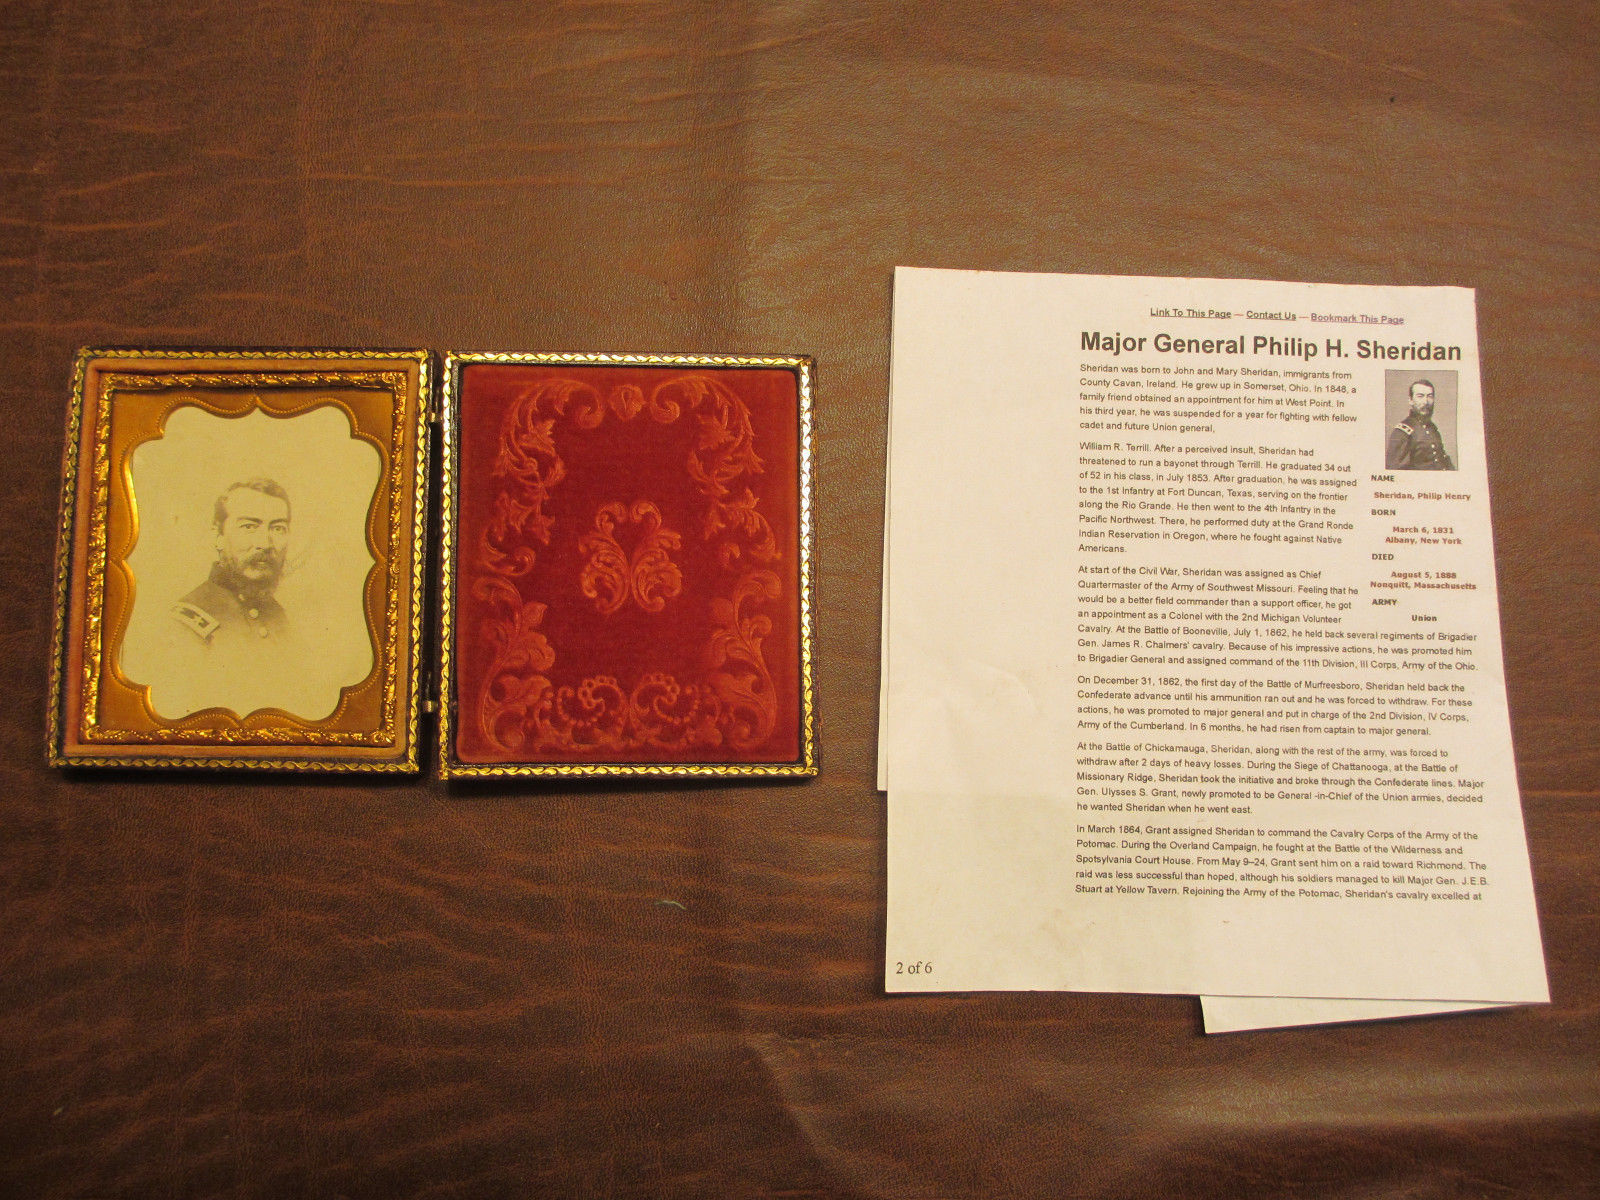 Link To This Page — Contact Us — Bookmark This Page
Major General Philip H. Sheridan
Sheridan was born to John and Mary Sheridan, immigrants from
County Cavan, Ireland. He grew up in Somerset, Ohio. In 1848, a
family friend obtained an appointment for him at West Point. In
his third year, he was suspended for a year for fighting with fellow
cadet and future Union general,
William R. Terrill. After a perceived insult, Sheridan had
threatened to run a bayonet through Terrill. He graduated 34 out
of 52 in his class, in July 1853. After graduation, he was assigned
to the 1st Infantry at Fort Duncan, Texas, serving on the frontier
along the Rio Grande. He then went to the 4th Infantry in the
Pacific Northwest. There, he performed duty at the Grand Ronde
Indian Reservation in Oregon, where he fought against Native
Americans.
NAME
Sheridan, Philip Henry
BORN
March 6, 1831
Albany, New York
DIED
August 5, 1888
Nonquitt, Massachusetts
ARMY
Union
At start of the Civil War, Sheridan was assigned as Chief
Quartermaster of the Army of Southwest Missouri. Feeling that he
would be a better field commander than a support officer, he got
an appointment as a Colonel with the 2nd Michigan Volunteer
Cavalry. At the Battle of Booneville, July 1, 1862, he held back several regiments of Brigadier
Gen. James R. Chalmers' cavalry. Because of his impressive actions, he was promoted him
to Brigadier General and assigned command of the 11th Division, III Corps, Army of the Ohio.
On December 31, 1862, the first day of the Battle of Murfreesboro, Sheridan held back the
Confederate advance until his ammunition ran out and he was forced to withdraw. For these
actions, he was promoted to major general and put in charge of the 2nd Division, IV Corps,
Army of the Cumberland. In 6 months, he had risen from captain to major general.
At the Battle of Chickamauga, Sheridan, along with the rest of the army, was forced to
withdraw after 2 days of heavy losses. During the Siege of Chattanooga, at the Battle of
Missionary Ridge, Sheridan took the initiative and broke through the Confederate lines. Major
Gen. Ulysses S. Grant, newly promoted to be General -in-Chief of the Union armies, decided
he wanted Sheridan when he went east.
In March 1864, Grant assigned Sheridan to command the Cavalry Corps of the Army of the
Potomac. During the Overland Campaign, he fought at the Battle of the Wilderness and
Spotsylvania Court House. From May 9–24, Grant sent him on a raid toward Richmond. The
raid was less successful than hoped, although his soldiers managed to kill Major Gen. J.E.B.
Stuart at Yellow Tavern. Rejoining the Army of the Potomac, Sheridan's cavalry excelled at
2 of 6